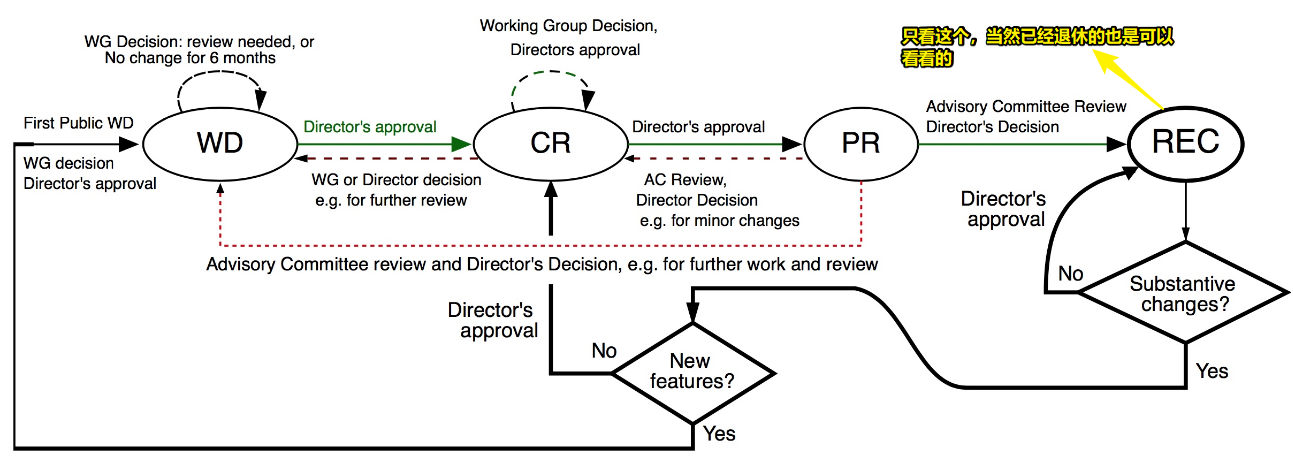 WG Decision: review needed, or
No change for 6 months
Working Group Decision,
Directors approval
只看这个，当然已经退休的也是可以
看看的
First Public WD
WG decision
Director's approval
WD
Director's approval
WG or Director decision
e.g. for further review
CR
Director's approval
AC Review,
Director Decision
e.g. for minor changes
PR
Advisory Committee Review
Director's Decision
REC
Director's
approval
No
Substantive
changes?
Yes
Advisory Committee review and Director's Decision, e.g. for further work and review
Director's
approval
No
New
features?
Yes